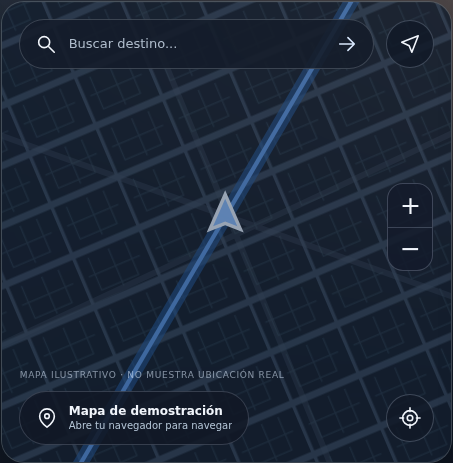 Buscar destino...
MAPA ILUSTRATIVO · NO MUESTRA UBICACIÓN REAL
Mapa de demostración
Abre tu navegador para navegar